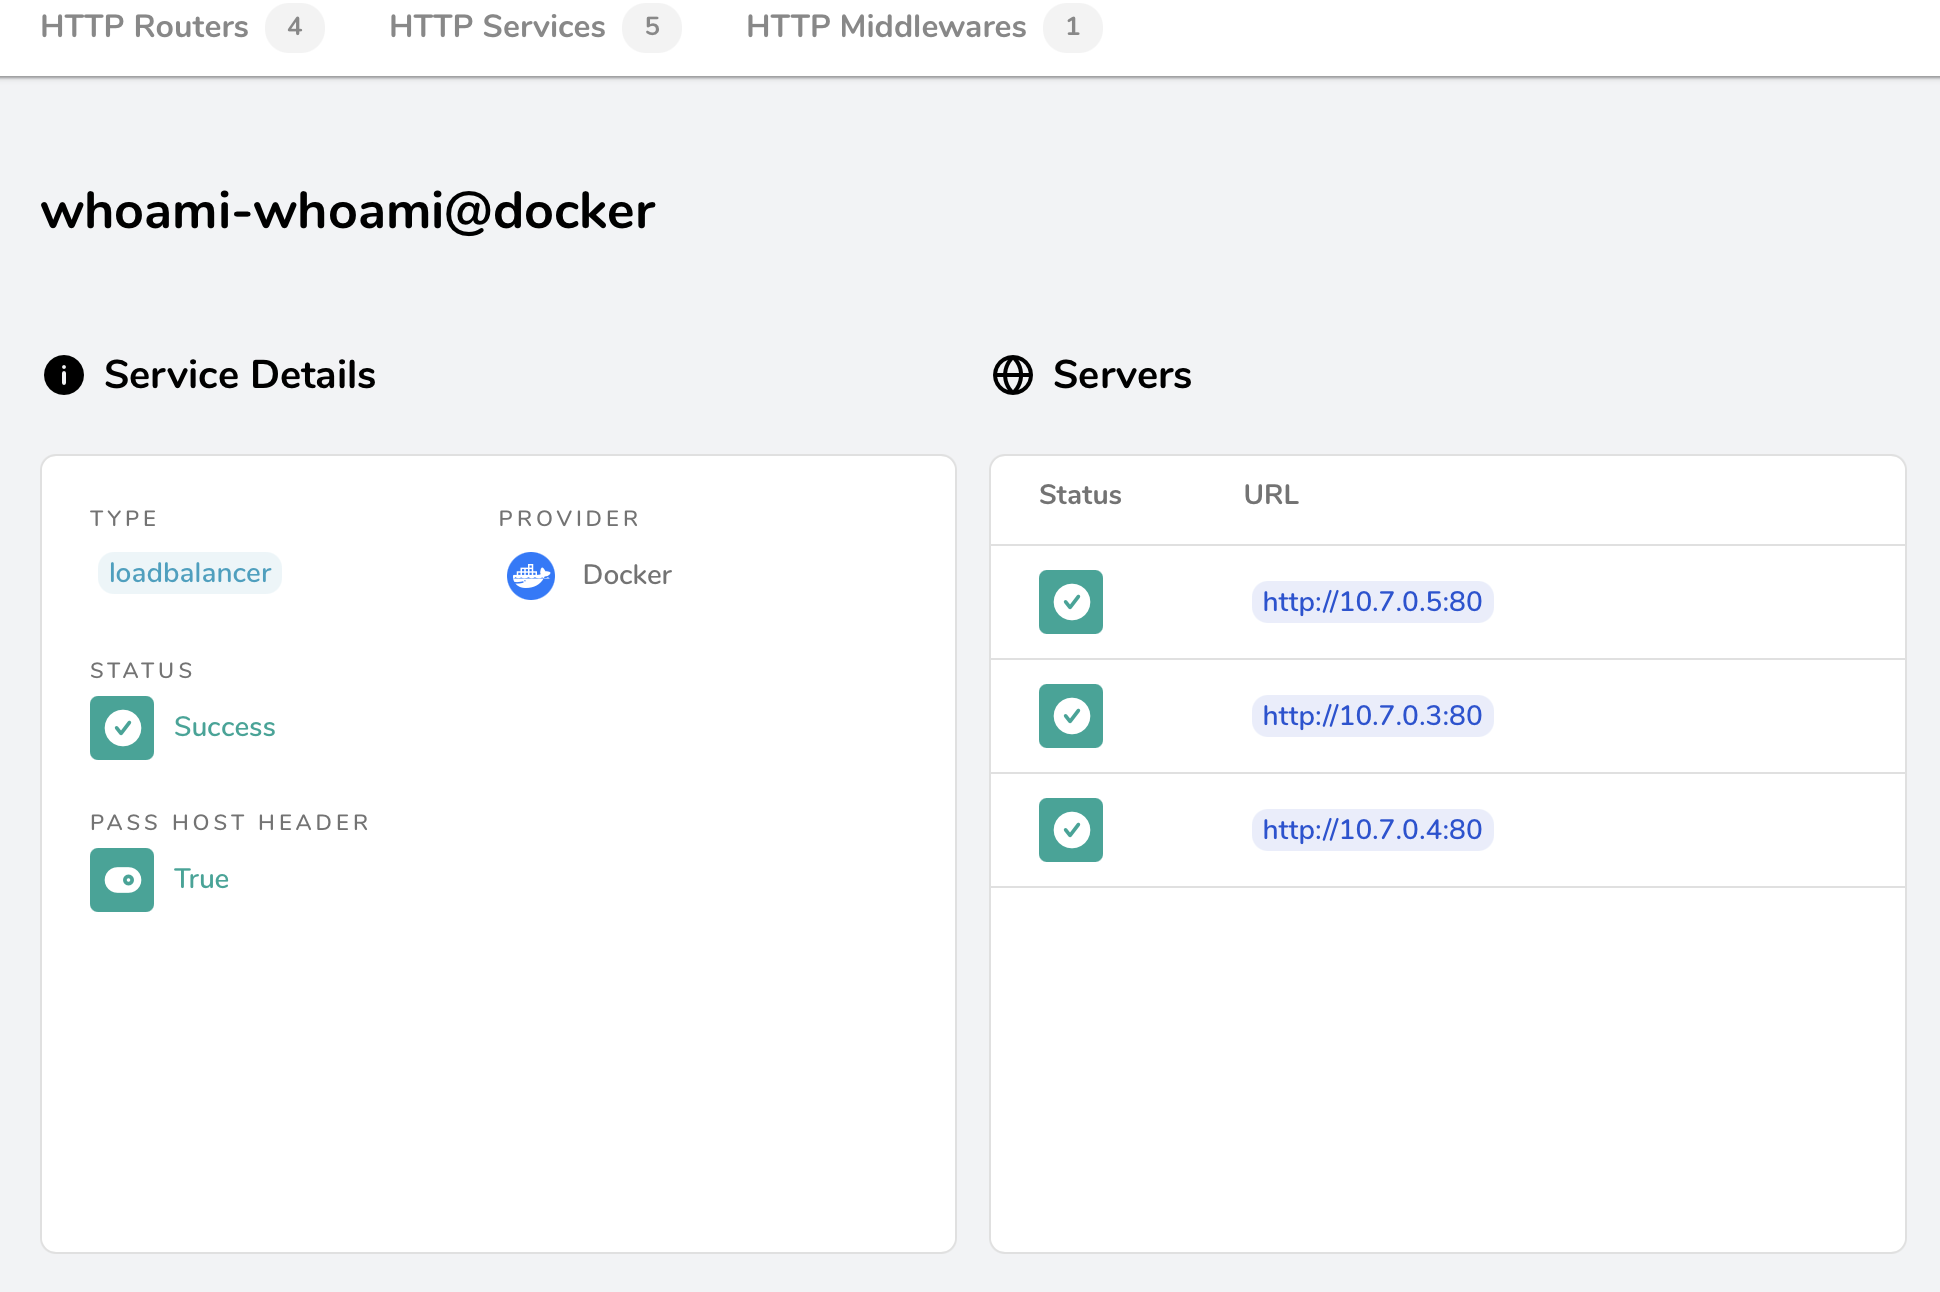 HTTP Routers 4 HTTP Services 5 HTTP Middlewares 1
whoami-whoami@docker
Service Details
TYPE PROVIDER
loadbalancer Docker
STATUS
Success
PASS HOST HEADER
True
Servers
Status URL
http://10.7.0.5:80
http://10.7.0.3:80
http://10.7.0.4:80